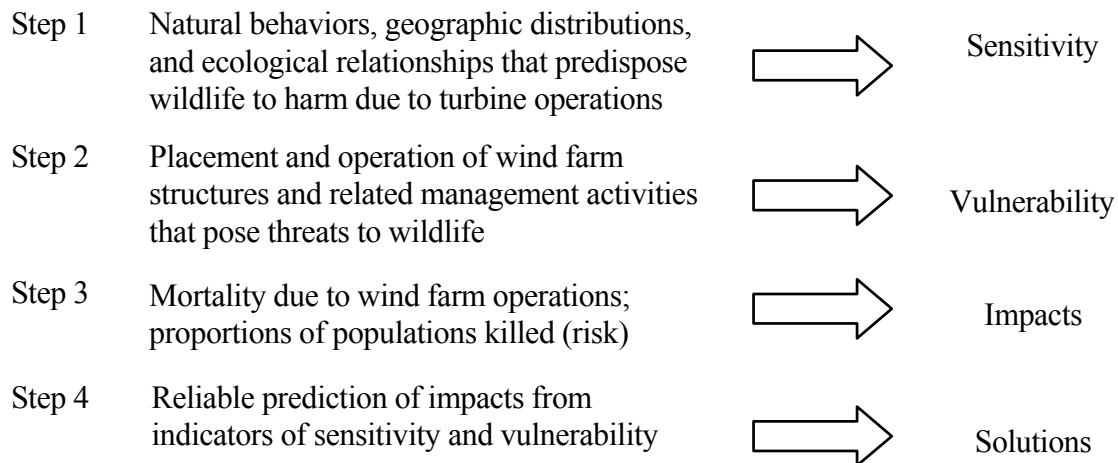 Step 1
Natural behaviors, geographic distributions,
and ecological relationships that predispose
wildlife to harm due to turbine operations
Sensitivity
Step 2
Placement and operation of wind farm
structures and related management activities
that pose threats to wildlife
Vulnerability
Step 3
Mortality due to wind farm operations;
proportions of populations killed (risk)
Impacts
Step 4
Reliable prediction of impacts from
indicators of sensitivity and vulnerability
Solutions